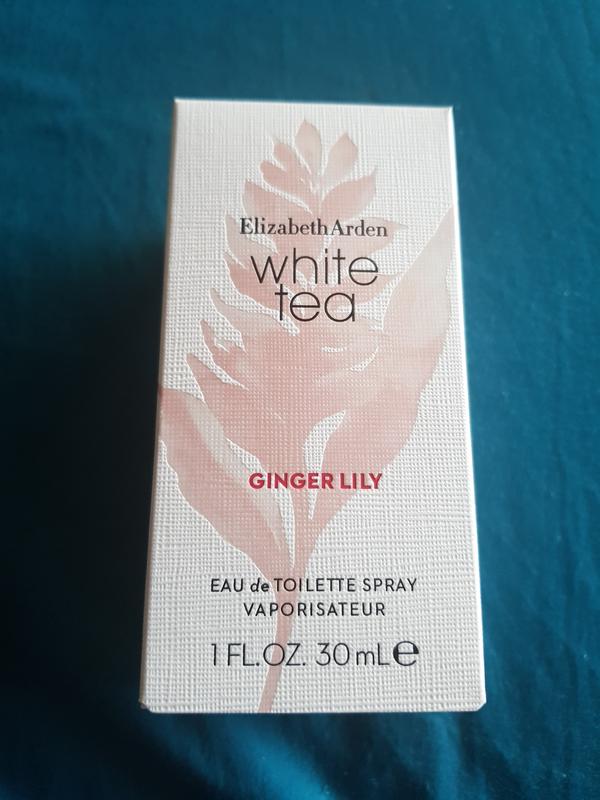 Elizabeth Arden
white
tea
GINGER LILY
EAU de TOILETTE SPRAY
VAPORISATEUR
1 FL.OZ. 30 mL ℮